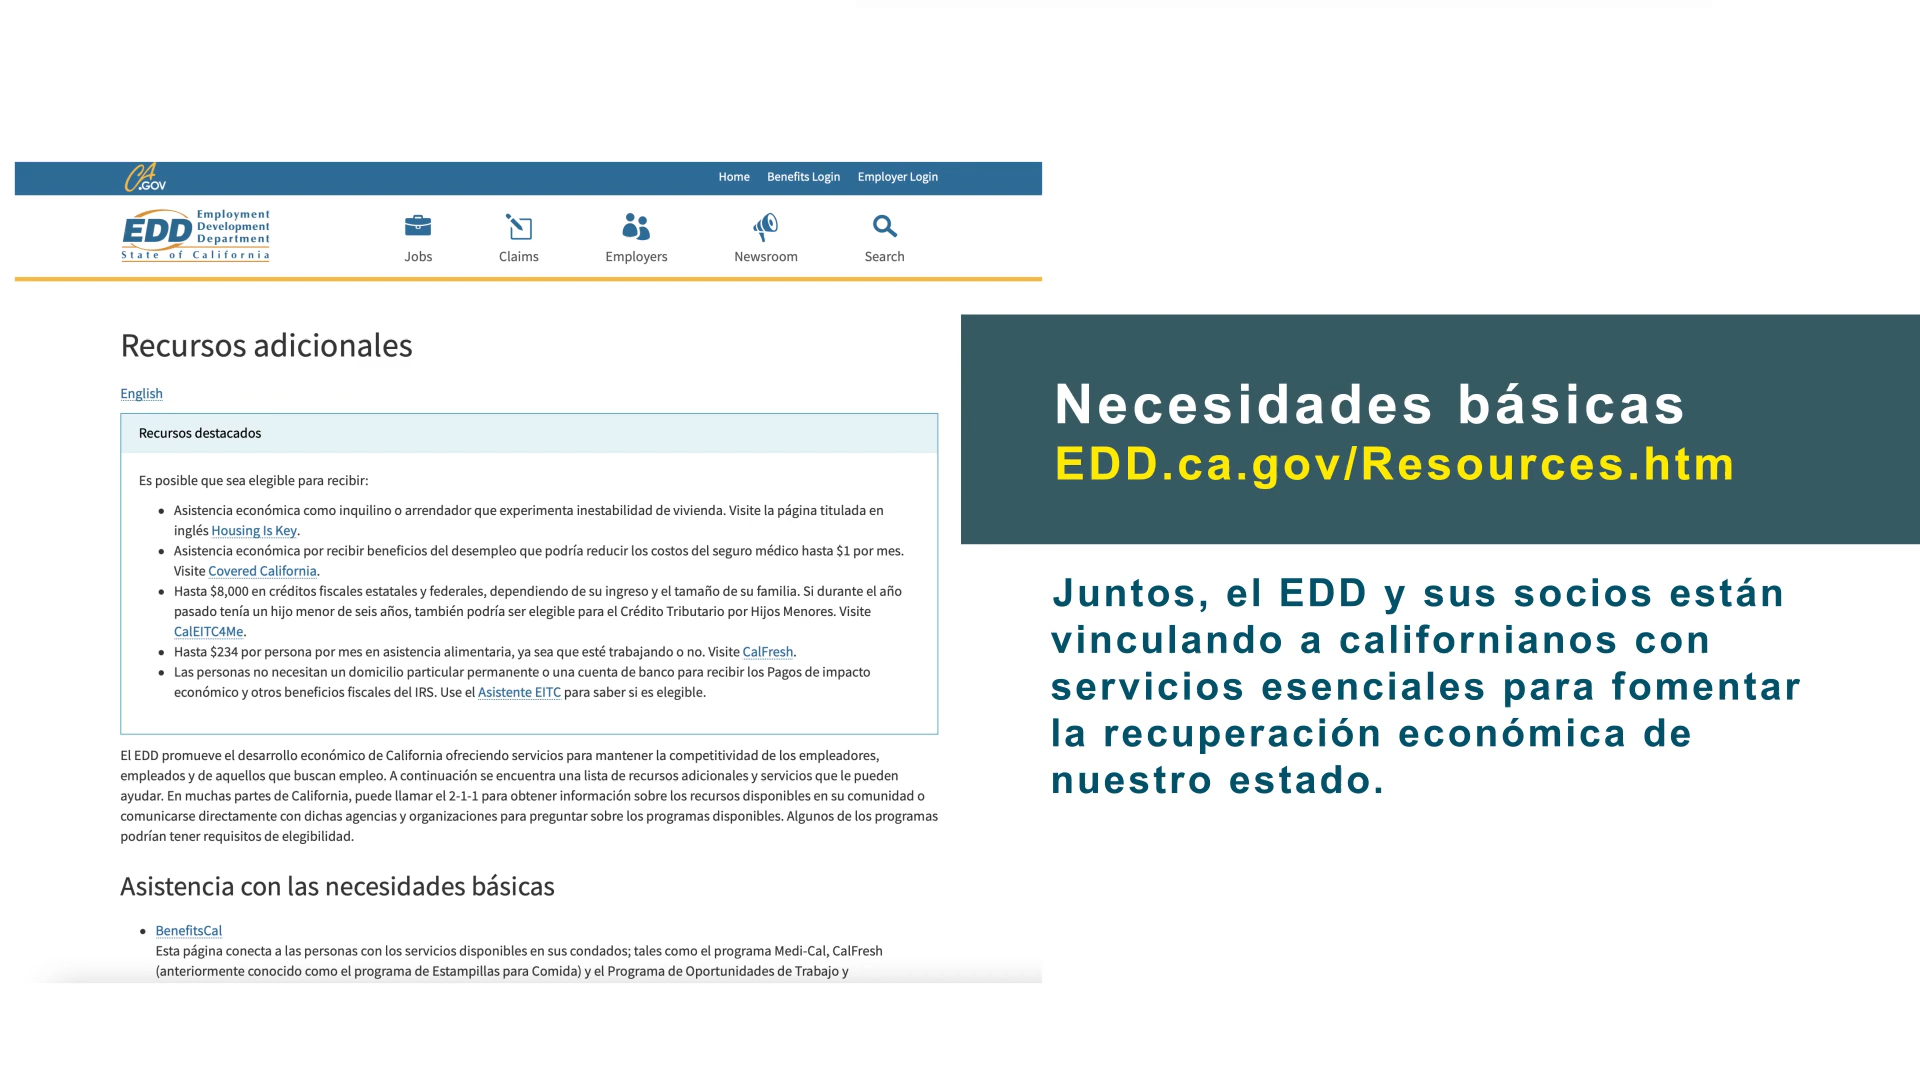 CA.GOV
Home Benefits Login Employer Login
EDD Employment
Development
Department
State of California
Jobs Claims Employers Newsroom Search
Recursos adicionales
English
Recursos destacados
Es posible que sea elegible para recibir:
• Asistencia económica como inquilino o arrendador que experimenta inestabilidad de vivienda. Visite la página titulada en
inglés Housing Is Key.
• Asistencia económica por recibir beneficios del desempleo que podría reducir los costos del seguro médico hasta $1 por mes.
Visite Covered California.
• Hasta $8,000 en créditos fiscales estatales y federales, dependiendo de su ingreso y el tamaño de su familia. Si durante el año
pasado tenía un hijo menor de seis años, también podría ser elegible para el Crédito Tributario por Hijos Menores. Visite
CalEITC4Me.
• Hasta $234 por persona por mes en asistencia alimentaria, ya sea que esté trabajando o no. Visite CalFresh.
• Las personas no necesitan un domicilio particular permanente o una cuenta de banco para recibir los Pagos de impacto
económico y otros beneficios fiscales del IRS. Use el Asistente EITC para saber si es elegible.
El EDD promueve el desarrollo económico de California ofreciendo servicios para mantener la competitividad de los empleadores,
empleados y de aquellos que buscan empleo. A continuación se encuentra una lista de recursos adicionales y servicios que le pueden
ayudar. En muchas partes de California, puede llamar el 2-1-1 para obtener información sobre los recursos disponibles en su comunidad o
comunicarse directamente con dichas agencias y organizaciones para preguntar sobre los programas disponibles. Algunos de los programas
podrían tener requisitos de elegibilidad.
Asistencia con las necesidades básicas
• BenefitsCal
Esta página conecta a las personas con los servicios disponibles en sus condados; tales como el programa Medi-Cal, CalFresh
(anteriormente conocido como el programa de Estampillas para Comida) y el Programa de Oportunidades de Trabajo y
Necesidades básicas
EDD.ca.gov/Resources.htm
Juntos, el EDD y sus socios están
vinculando a californianos con
servicios esenciales para fomentar
la recuperación económica de
nuestro estado.